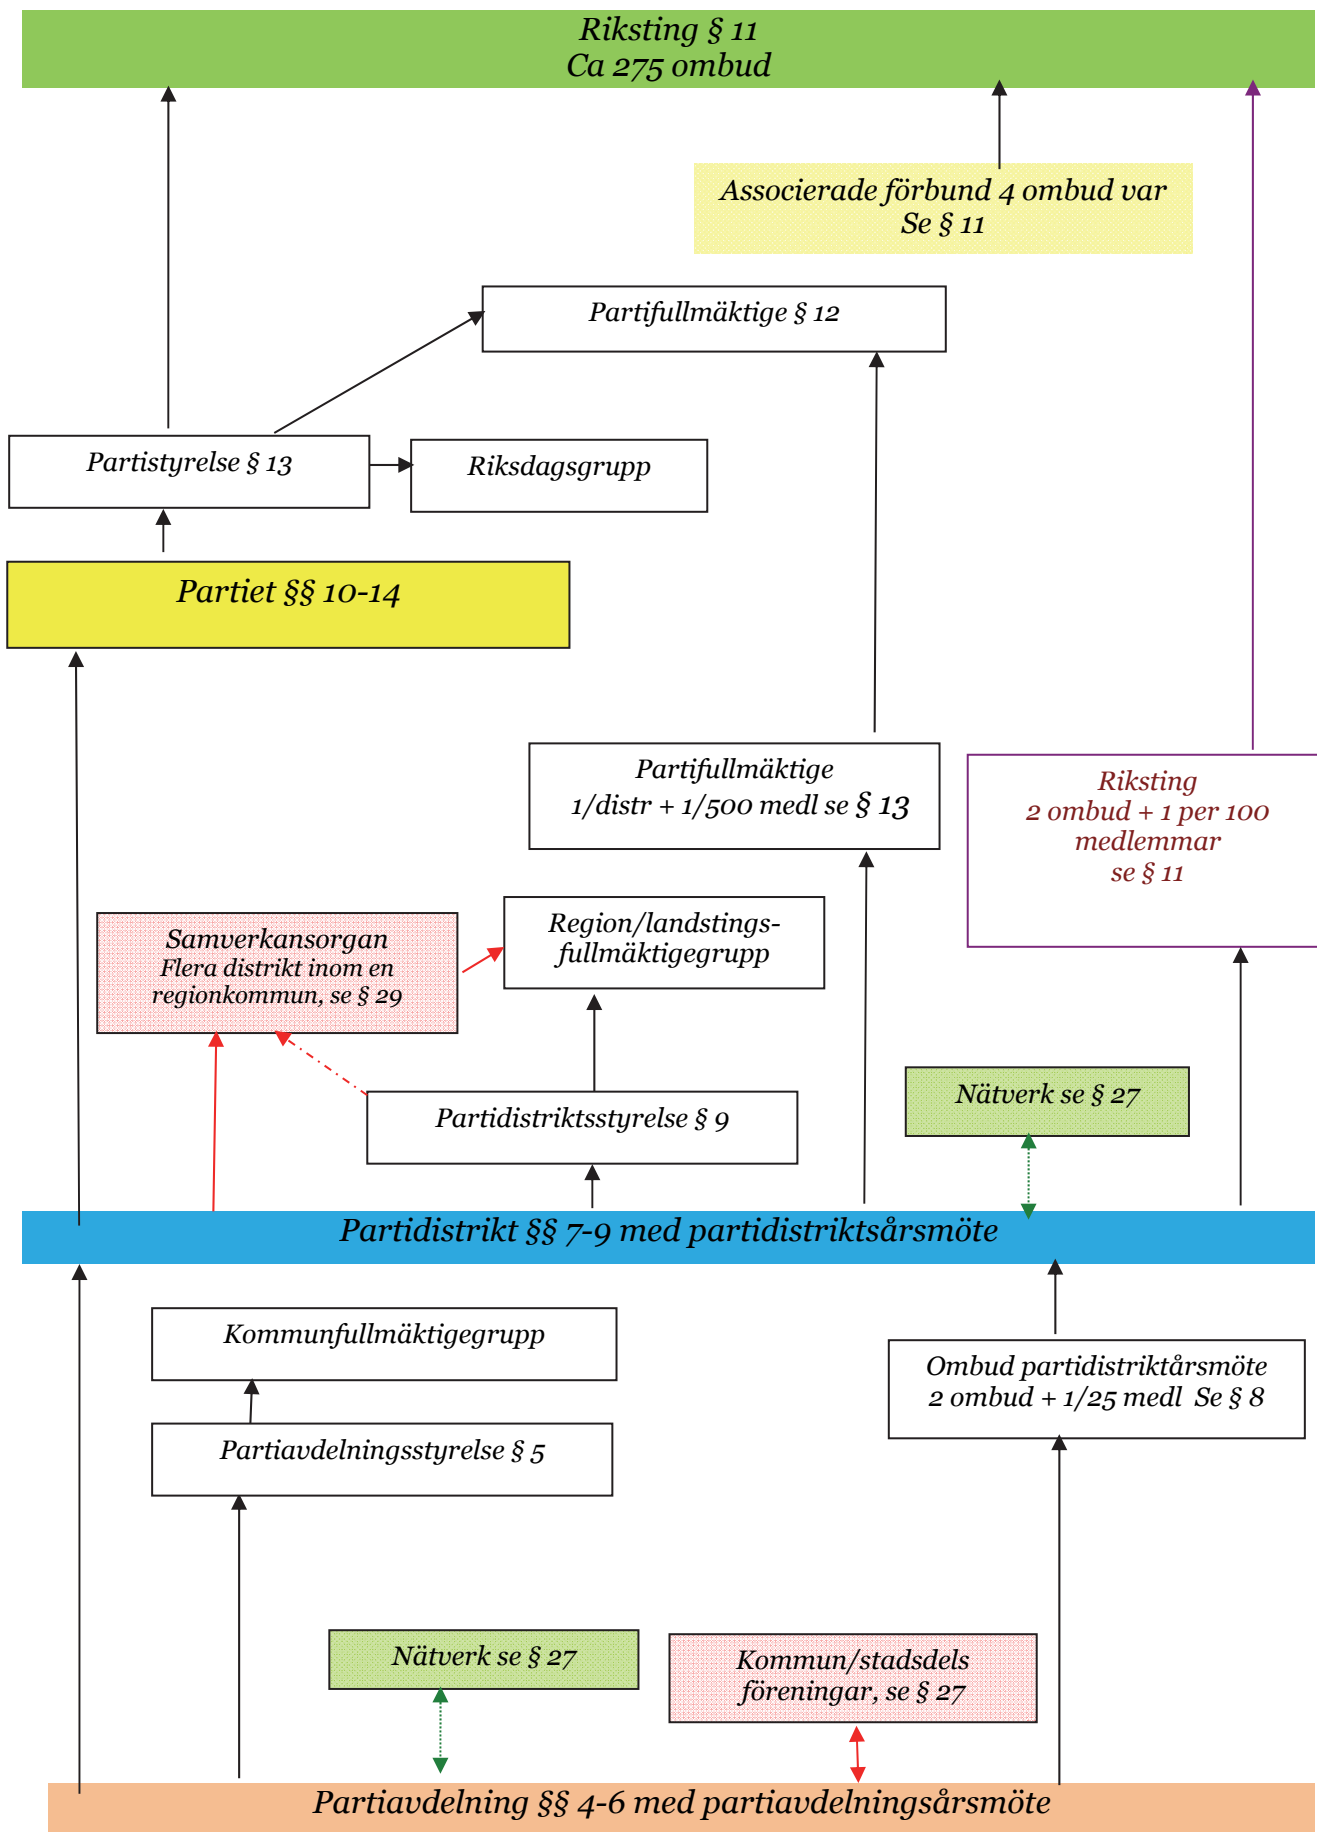 Riksting § 11
Ca 275 ombud
Associerade förbund 4 ombud var
Se § 11
Partifullmäktige § 12
Partistyrelse § 13
Riksdagsgrupp
Partiet §§ 10-14
Partifullmäktige
1/distr + 1/500 medl se § 13
Riksting
2 ombud + 1 per 100
medlemmar
se § 11
Samverkansorgan
Flera distrikt inom en
regionkommun, se § 29
Region/landstings-
fullmäktigegrupp
Nätverk se § 27
Partidistriktsstyrelse § 9
Partidistrikt §§ 7-9 med partidistriktsårsmöte
Kommunfullmäktigegrupp
Ombud partidistriktårsmöte
2 ombud + 1/25 medl Se § 8
Partiavdelningsstyrelse § 5
Nätverk se § 27
Kommun/stadsdels
föreningar, se § 27
Partiavdelning §§ 4-6 med partiavdelningsårsmöte